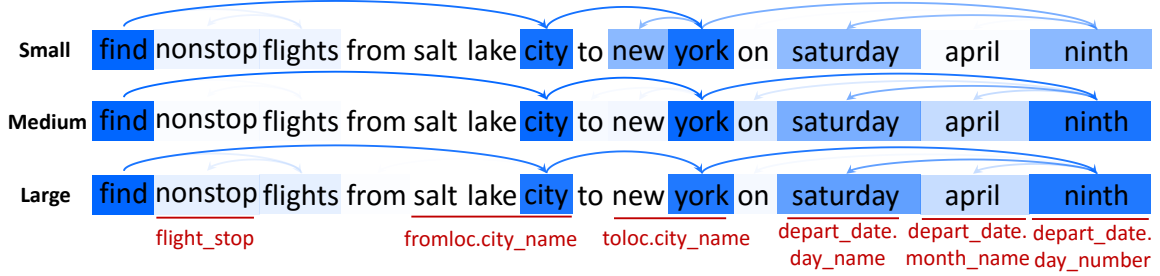 Small find nonstop flights from salt lake city to new york on saturday april ninth
Medium find nonstop flights from salt lake city to new york on saturday april ninth
Large find nonstop flights from salt lake city to new york on saturday april ninth
flight_stop fromloc.city_name toloc.city_name depart_date. depart_date. depart_date.
day_name month_name day_number